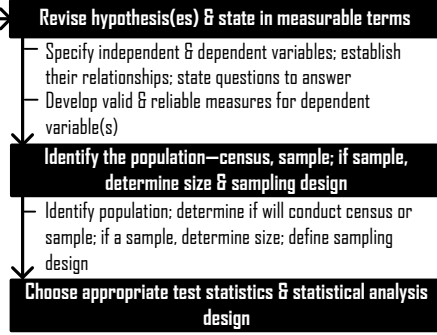 Revise hypothesis(es) & state in measurable terms
Specify independent & dependent variables; establish
their relationships; state questions to answer
Develop valid & reliable measures for dependent
variable(s)
Identify the population—census, sample; if sample,
determine size & sampling design
Identify population; determine if will conduct census or
sample; if a sample, determine size; define sampling
design
Choose appropriate test statistics & statistical analysis
design